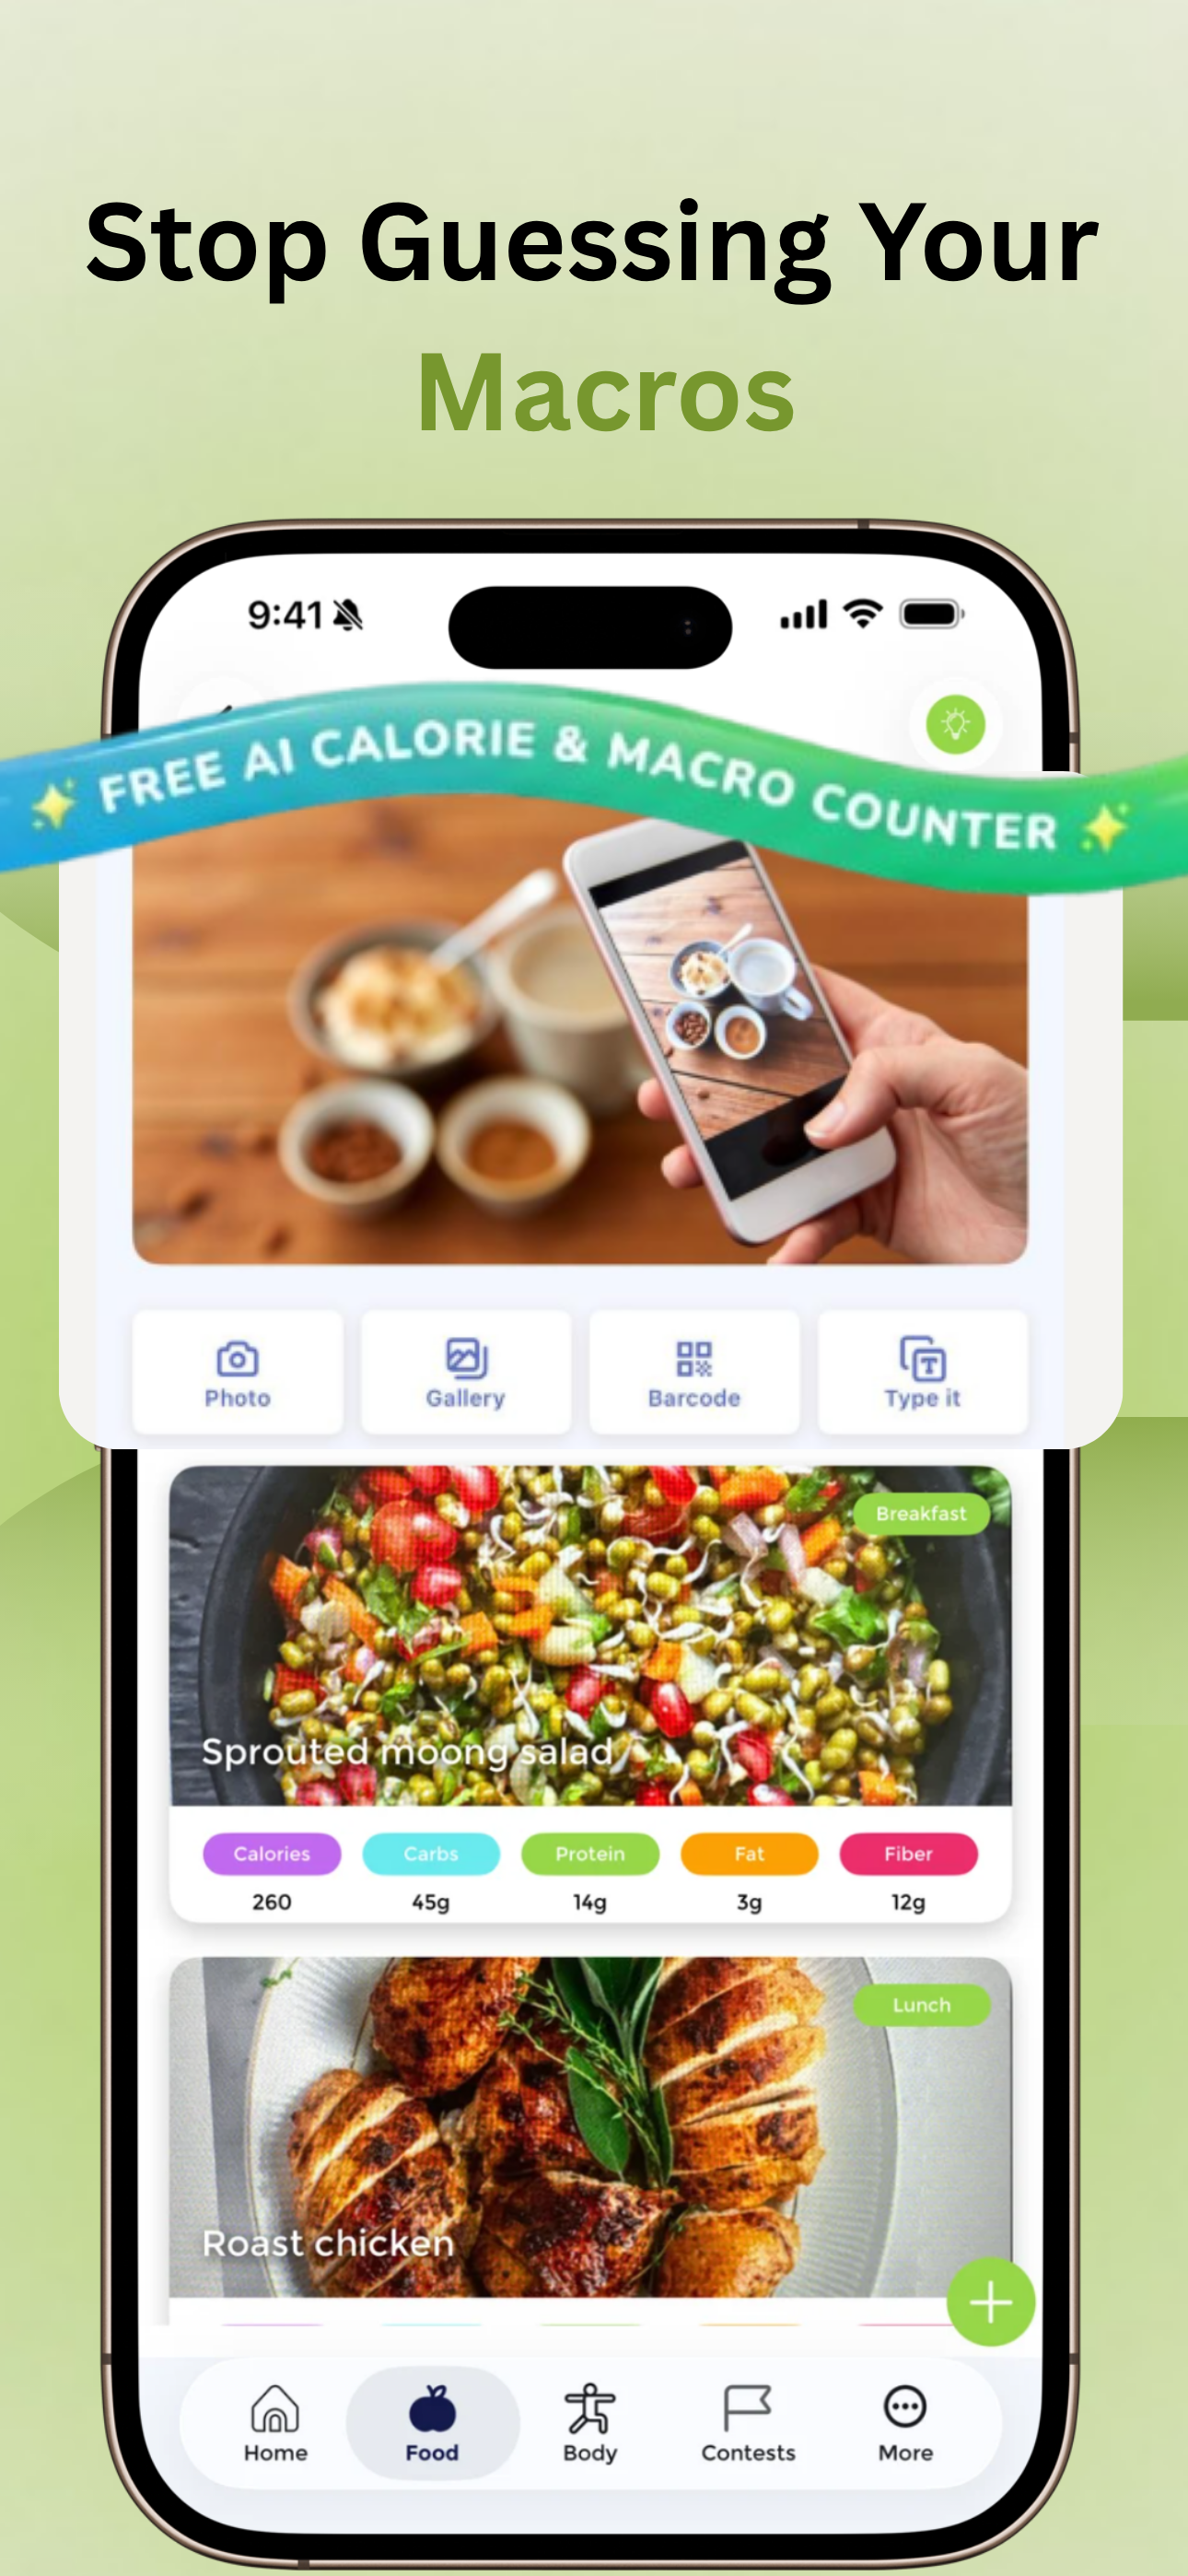 Stop Guessing Your
Macros
9:41
✨ FREE AI CALORIE & MACRO COUNTER ✨
Photo Gallery Barcode Type it
Breakfast
Sprouted moong salad
Calories Carbs Protein Fat Fiber
260 45g 14g 3g 12g
Lunch
Roast chicken
Home Food Body Contests More